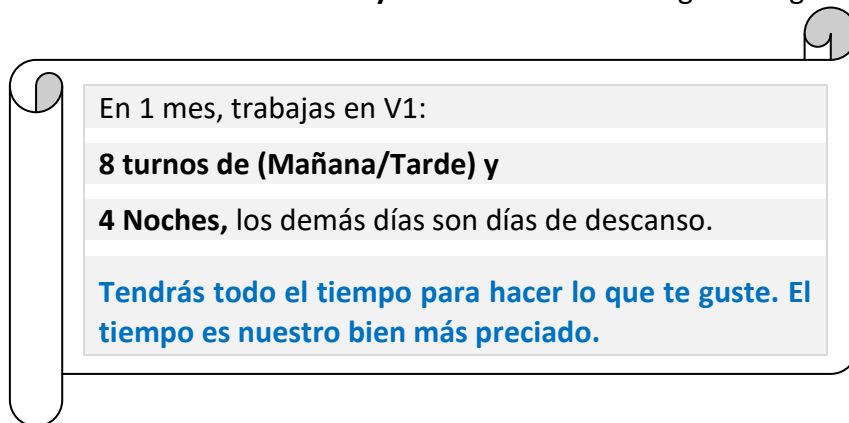 y
En 1 mes, trabajas en V1:
8 turnos de (Mañana/Tarde) y
4 Noches, los demás días son días de descanso.
Tendrás todo el tiempo para hacer lo que te guste. El
tiempo es nuestro bien más preciado.